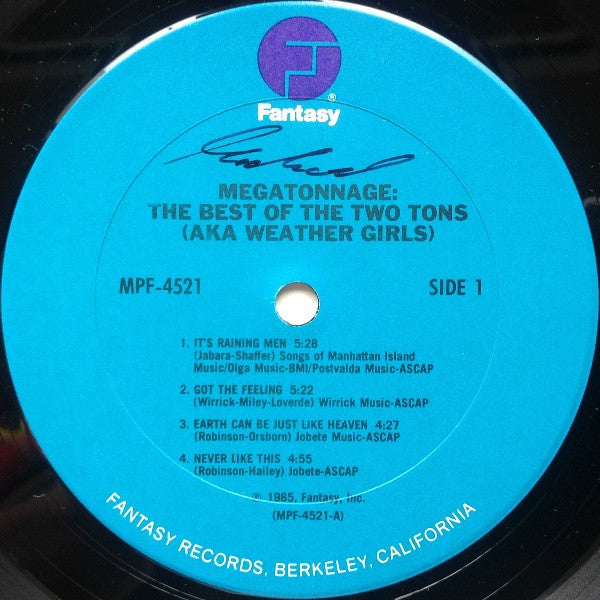 ®
Fantasy
MEGATONNAGE:
THE BEST OF THE TWO TONS
(AKA WEATHER GIRLS)
MPF-4521
SIDE 1
1. IT'S RAINING MEN 5:28
(Jabara-Shaffer) Songs of Manhattan Island
Music/Olga Music-BMI/Postvalda Music-ASCAP
2. GOT THE FEELING 5:22
(Wirrick-Miley-Loverde) Wirrick Music-ASCAP
3. EARTH CAN BE JUST LIKE HEAVEN 4:27
(Robinson-Orsborn) Jobete Music-ASCAP
4. NEVER LIKE THIS 4:55
(Robinson-Hailey) Jobete-ASCAP
℗ 1985, Fantasy, Inc.
(MPF-4521-A)
FANTASY RECORDS, BERKELEY, CALIFORNIA